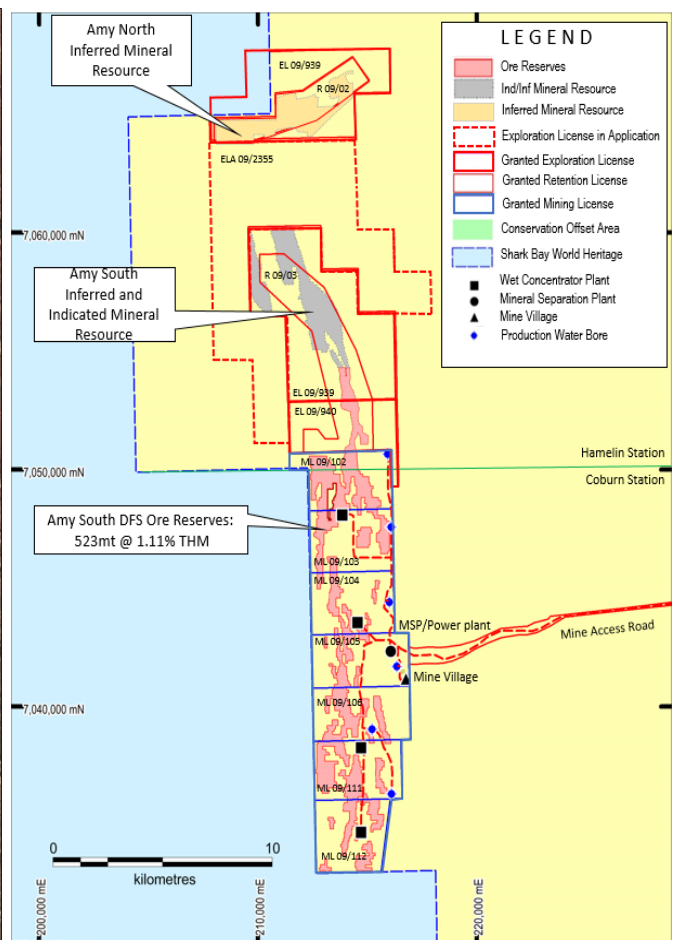 Amy North
Inferred Mineral
Resource
EL 09/939
R 09/02
ELA 09/2355
LEGEND
Ore Reserves
Ind/Inf Mineral Resource
Inferred Mineral Resource
Exploration License in Application
Granted Exploration License
Granted Retention License
Granted Mining License
Conservation Offset Area
Shark Bay World Heritage
Wet Concentrator Plant
Mineral Separation Plant
Mine Village
Production Water Bore
7,060,000 mN
Amy South
Inferred and
Indicated Mineral
Resource
R 09/03
EL 09/939
EL 09/940
ML 09/102
Hamelin Station
7,050,000 mN
Coburn Station
Amy South DFS Ore Reserves:
523mt @ 1.11% THM
ML 09/103
ML 09/104
MSP/Power plant
Mine Access Road
ML 09/105
Mine Village
7,040,000 mN
ML 09/106
ML 09/111
ML 09/112
0 10
kilometres
200,000 mE
210,000 mE
220,000 mE